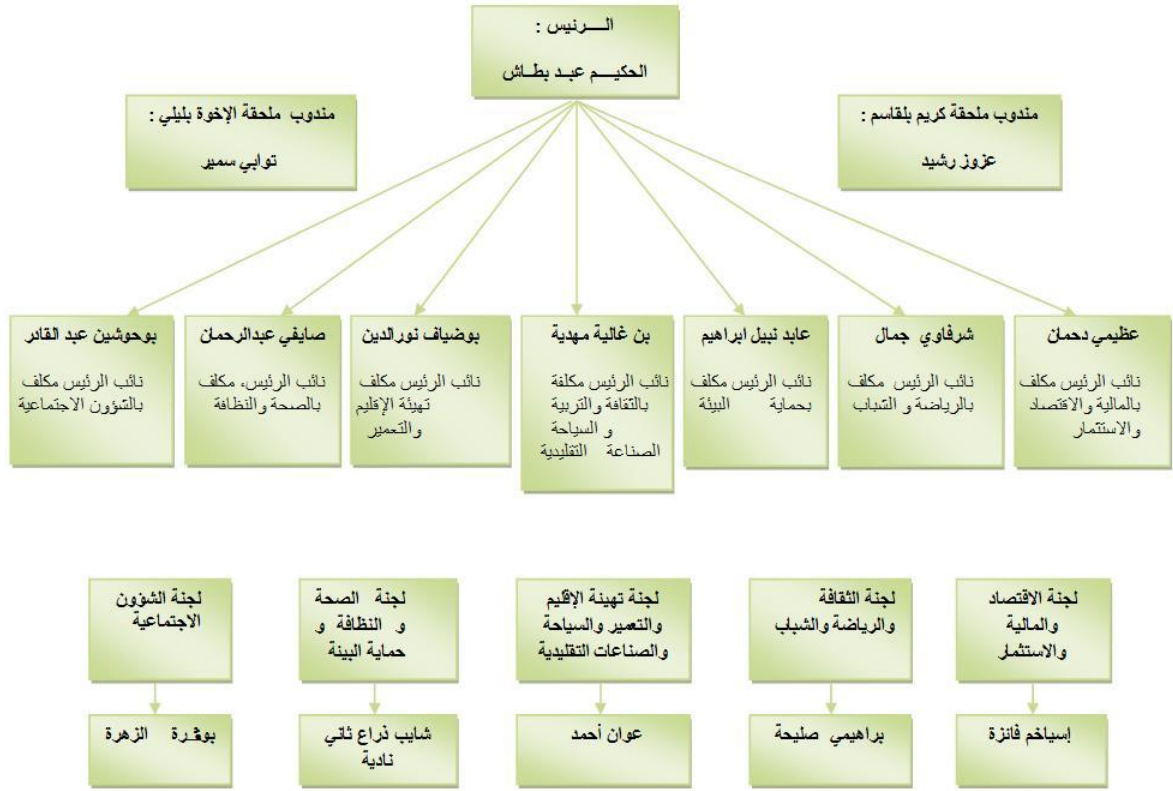 الــــرئيس :
الحكيــــم عبـد بطـاش
مندوب ملحقة كريم بلقاسم :
عزوز رشيد
مندوب ملحقة الإخوة بليلي :
توابي سمير
عظيمي دحمان
نائب الرئيس مكلف
بالمالية والاقتصاد
والاستثمار
شرفاوي جمال
نائب الرئيس مكلف
بالرياضة و الشباب
عابد نبيل ابراهيم
نائب الرئيس مكلف
بحماية البيئة
بن غالية مهدية
نائب الرئيس مكلفة
بالثقافة والتربية
و السياحة
الصناعة التقليدية
بوضياف نورالدين
نائب الرئيس مكلف
تهيئة الإقليم
والتعمير
صايفي عبدالرحمان
نائب الرئيس، مكلف
بالصحة والنظافة
بوحوشين عبد القادر
نائب الرئيس مكلف
بالشؤون الاجتماعية
لجنة الاقتصاد
والمالية
والاستثمار
لجنة الثقافة
والرياضة والشباب
لجنة تهيئة الإقليم
والتعمير والسياحة
والصناعات التقليدية
لجنة الصحة
و النظافة و
حماية البيئة
لجنة الشؤون
الاجتماعية
إسياخم فائزة
براهيمي صليحة
عوان أحمد
شايب ذراع ثاني
نادية
الزهرة